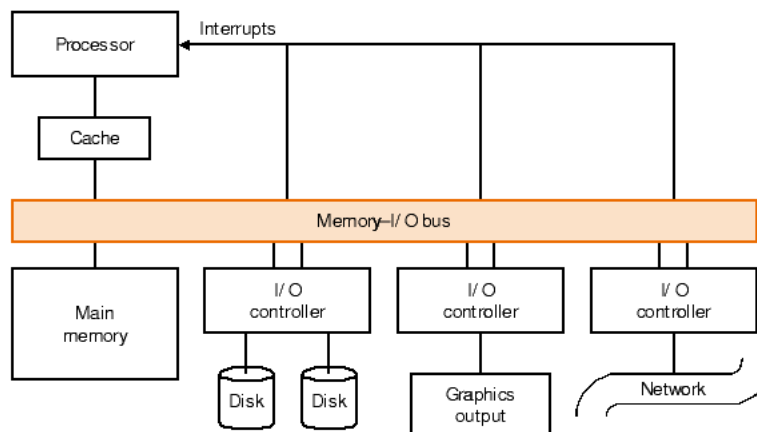 Processor
Interrupts
Cache
Memory–I/O bus
Main
memory
I/O
controller
I/O
controller
I/O
controller
Disk
Disk
Graphics
output
Network